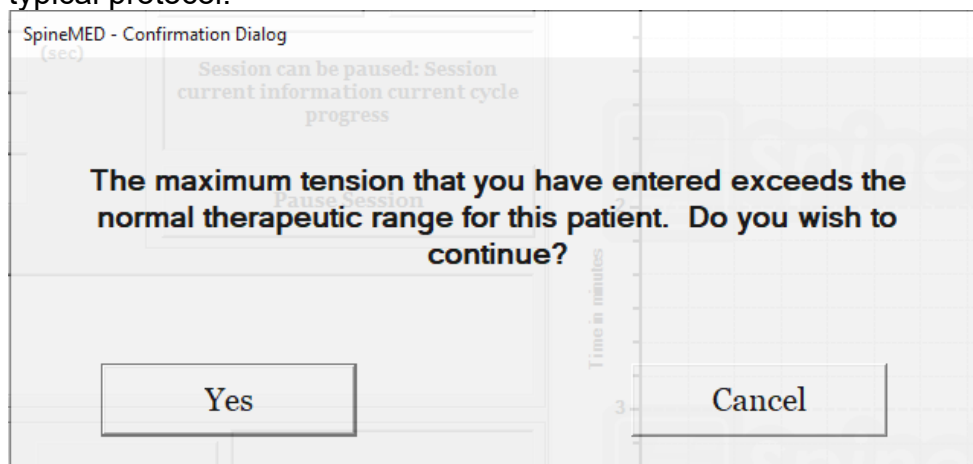 typical protocol.
SpineMED - Confirmation Dialog
(sec)
Session can be paused: Session
current information current cycle
progress
The maximum tension that you have entered exceeds the
Pause Session
2
normal therapeutic range for this patient.  Do you wish to
continue?
Time in minutes
Yes
3
Cancel
Spine